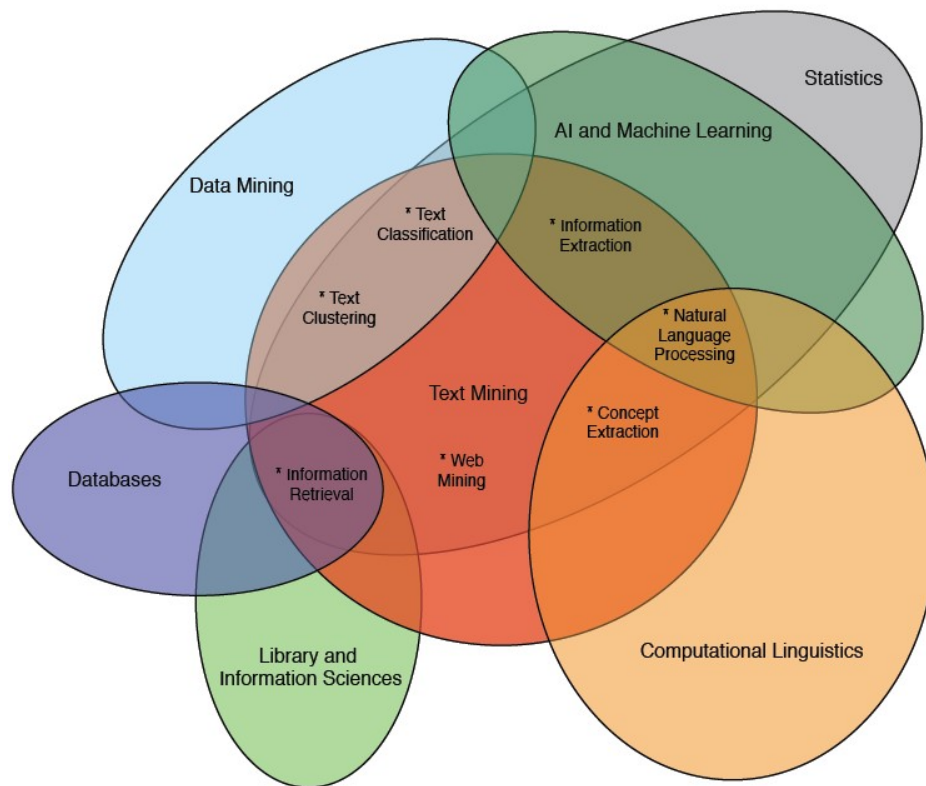 Statistics
AI and Machine Learning
Data Mining
* Text
Classification
* Information
Extraction
* Text
Clustering
* Natural
Language
Processing
Text Mining
* Concept
Extraction
* Web
Mining
Databases
* Information
Retrieval
Library and
Information Sciences
Computational Linguistics